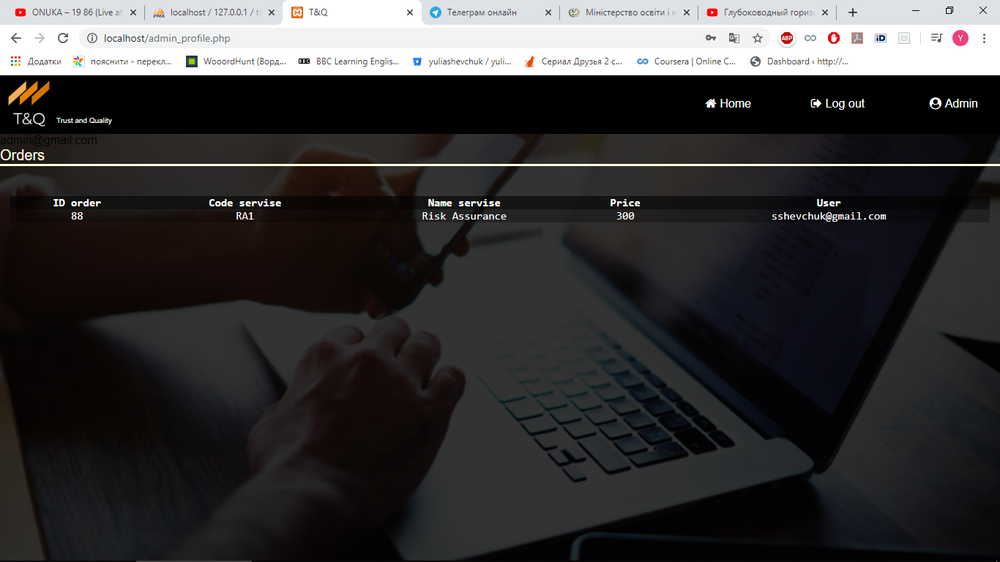 ONUKA – 19 86 (Live at
localhost / 127.0.0.1 / t&
T&Q
Телеграм онлайн
Міністерство освіти і н
Глубоководный гориз
localhost/admin_profile.php
ABP
iD
Y
Додатки
пояснити - перекл...
WooordHunt (Ворд...
BBC Learning Englis...
yuliashevchuk / yuli...
Сериал Друзья 2 с...
Coursera | Online C...
Dashboard ‹ http://...
T&Q Trust and Quality
Home
Log out
Admin
admin@gmail.com
Orders
ID order Code servise Name servise Price User
88 RA1 Risk Assurance 300 sshevchuk@gmail.com